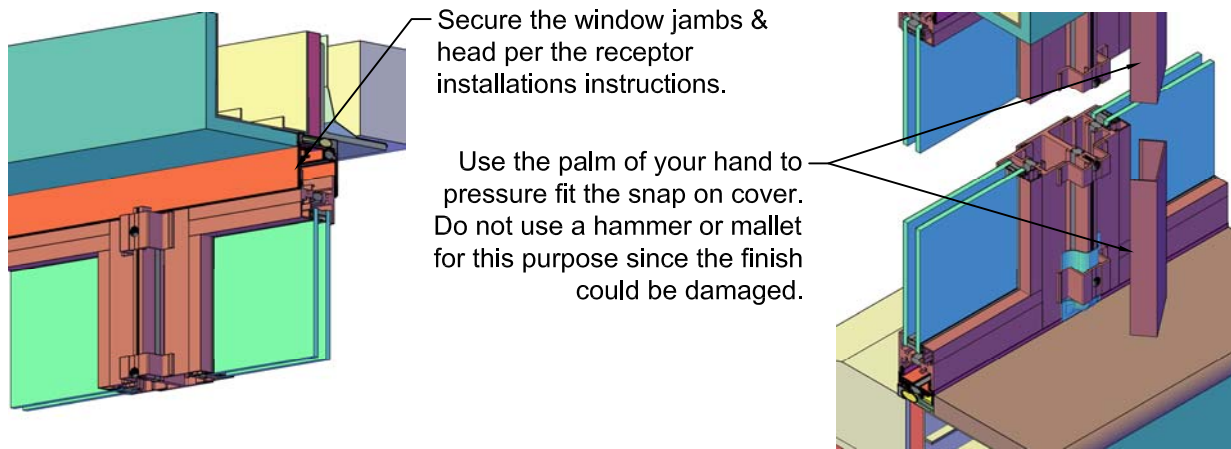 Secure the window jambs &
head per the receptor
installations instructions.
Use the palm of your hand to
pressure fit the snap on cover.
Do not use a hammer or mallet
for this purpose since the finish
could be damaged.